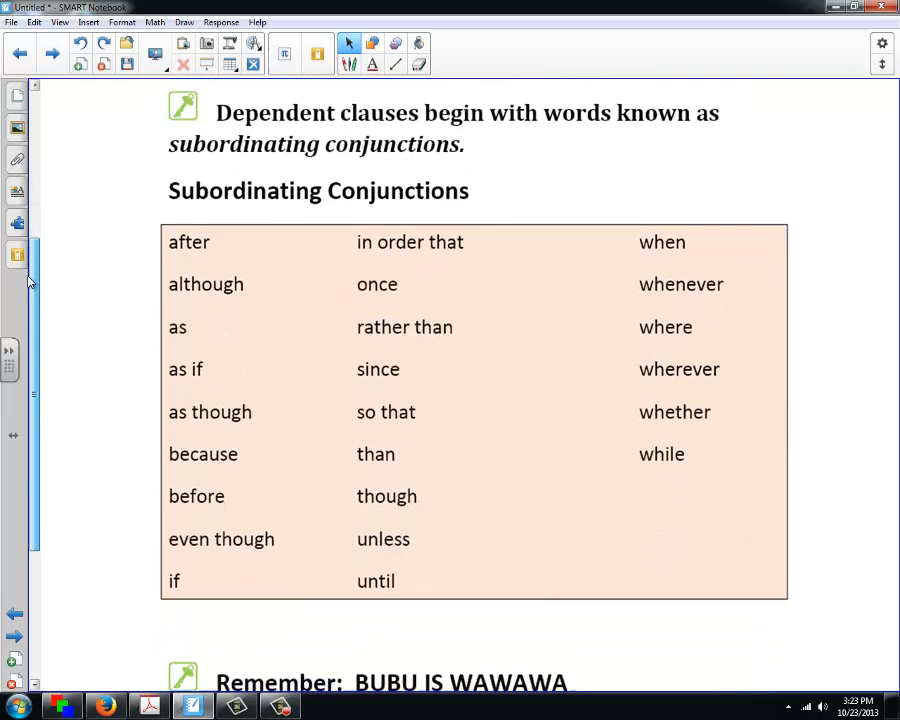 Untitled * - SMART Notebook
File Edit View Insert Format Math Draw Response Help
Dependent clauses begin with words known as
subordinating conjunctions.
Subordinating Conjunctions
after in order that when
although once whenever
as rather than where
as if since wherever
as though so that whether
because than while
before though
even though unless
if until
Remember: BUBU IS WAWAWA
3:23 PM
10/23/2013